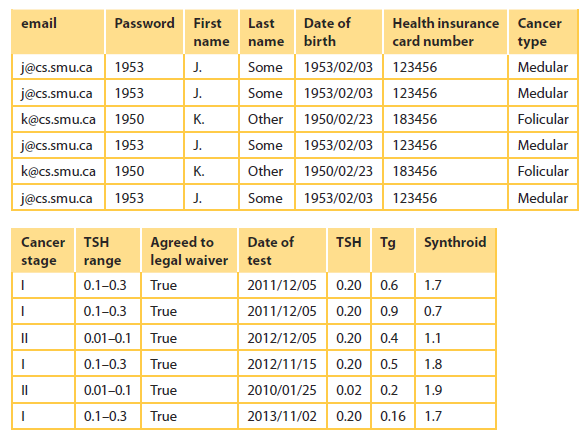 email Password First name Last name Date of birth Health insurance card number Cancer type
j@cs.smu.ca 1953 J. Some 1953/02/03 123456 Medular
j@cs.smu.ca 1953 J. Some 1953/02/03 123456 Medular
k@cs.smu.ca 1950 K. Other 1950/02/23 183456 Folicular
j@cs.smu.ca 1953 J. Some 1953/02/03 123456 Medular
k@cs.smu.ca 1950 K. Other 1950/02/23 183456 Folicular
j@cs.smu.ca 1953 J. Some 1953/02/03 123456 Medular
Cancer stage TSH range Agreed to legal waiver Date of test TSH Tg Synthroid
I 0.1–0.3 True 2011/12/05 0.20 0.6 1.7
I 0.1–0.3 True 2011/12/05 0.20 0.9 0.7
II 0.01–0.1 True 2012/12/05 0.20 0.4 1.1
I 0.1–0.3 True 2012/11/15 0.20 0.5 1.8
II 0.01–0.1 True 2010/01/25 0.02 0.2 1.9
I 0.1–0.3 True 2013/11/02 0.20 0.16 1.7